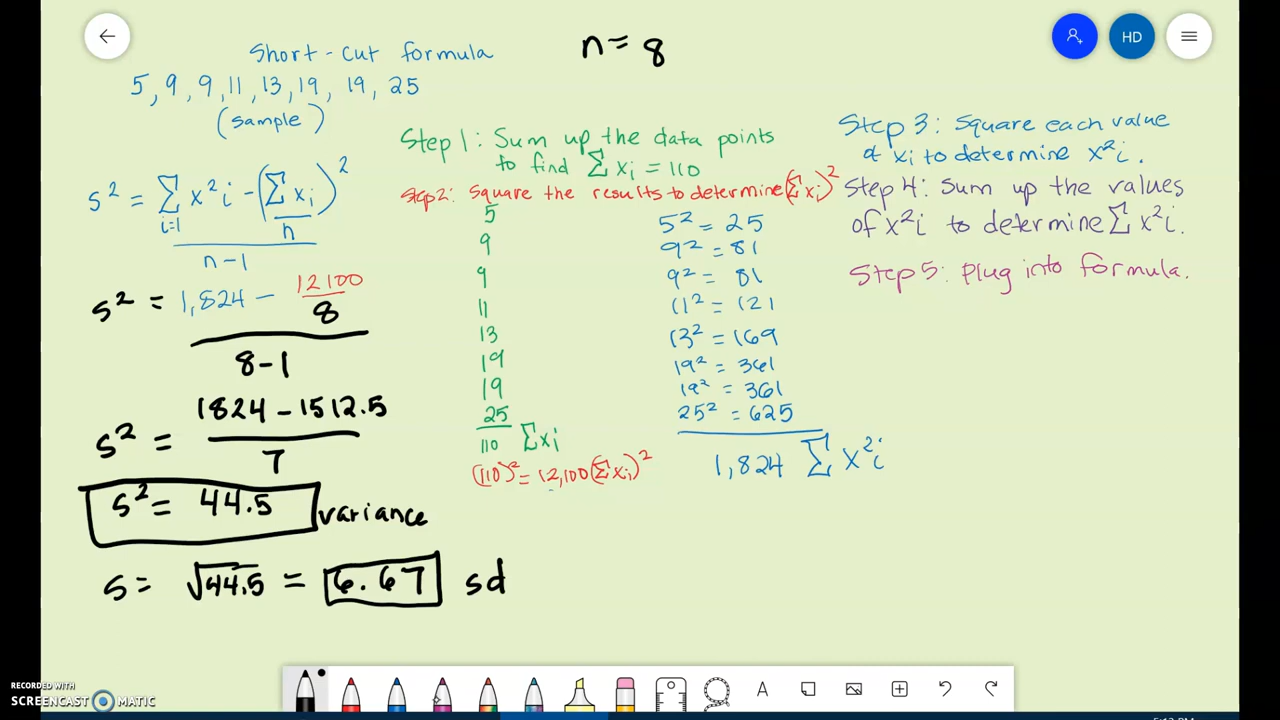 Short-cut formula
n = 8
HD
5, 9, 9, 11, 13, 19, 19, 25
(sample)
s² = Σ x²i - (Σ xi)²
i=1
n
n-1
s² = 1,824 - 12100
8
8-1
s² = 1824 - 1512.5
7
s² = 44.5 variance
s = √44.5 = 6.67 sd
Step 1: Sum up the data points
to find Σ xi = 110
Step 2: Square the results to determine (Σ xi)²
5
9
9
11
13
19
19
25
110 Σxi
(110)² = 12,100 (Σxi)²
5² = 25
9² = 81
9² = 81
11² = 121
13² = 169
19² = 361
19² = 361
25² = 625
1,824 Σ x²i
Step 3: Square each value
of xi to determine x²i.
Step 4: Sum up the values
of x²i to determine Σ x²i.
Step 5: Plug into formula.
RECORDED WITH
SCREENCAST MATIC
A
5:12 PM